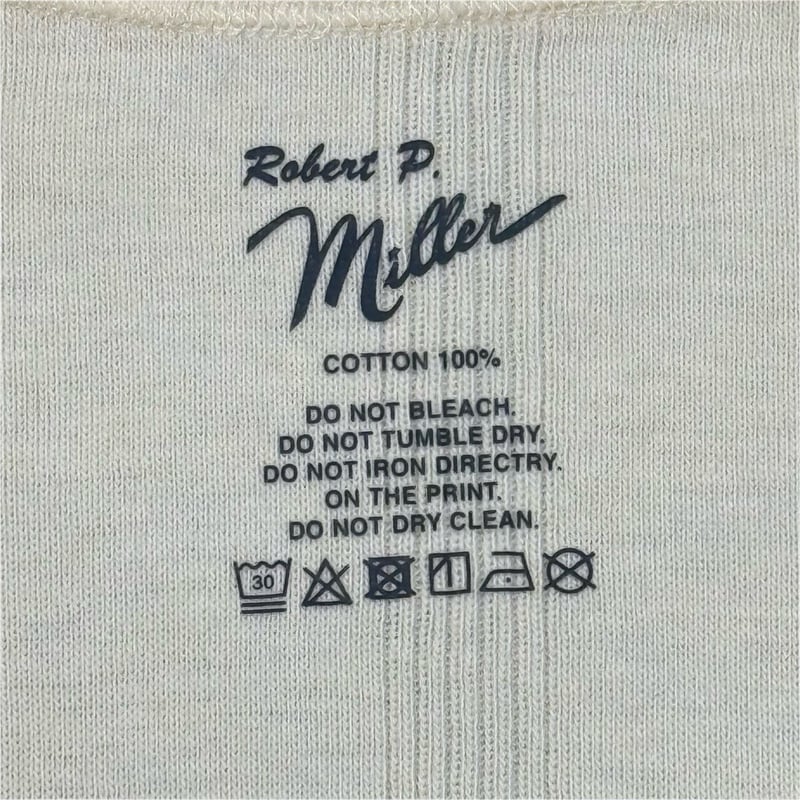 Robert P.
Miller
COTTON 100%
DO NOT BLEACH.
DO NOT TUMBLE DRY.
DO NOT IRON DIRECTRY.
ON THE PRINT.
DO NOT DRY CLEAN.
30